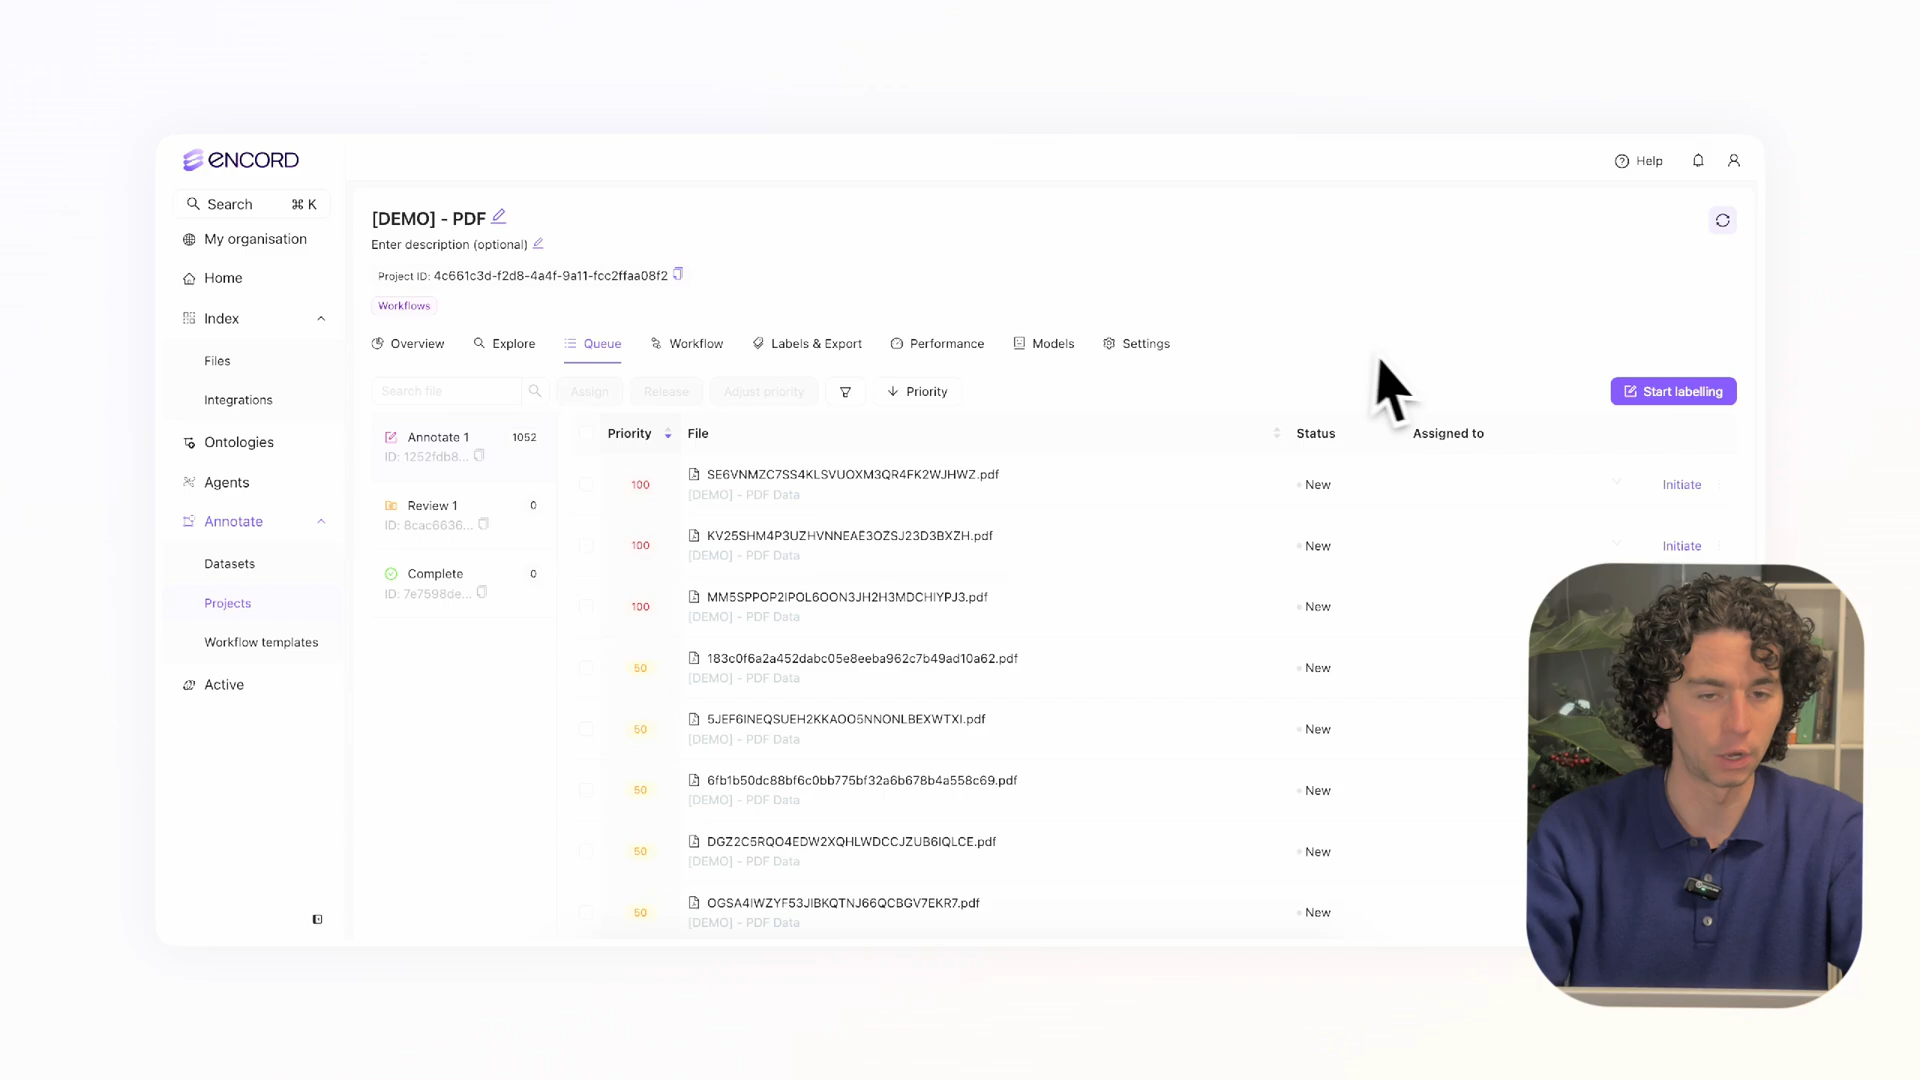 ENCORD
Search ⌘ K
My organisation
Home
Index
Files
Integrations
Ontologies
Agents
Annotate
Datasets
Projects
Workflow templates
Active
Help
[DEMO] - PDF
Enter description (optional)
Project ID: 4c661c3d-f2d8-4a4f-9a11-fcc2ffaa08f2
Workflows
Overview Explore Queue Workflow Labels & Export Performance Models Settings
Search file Assign Release Adjust priority Priority Start labelling
Annotate 1 1052
ID: 1252fdb8...
Review 1 0
ID: 8cac6636...
Complete 0
ID: 7e7598de...
Priority File Status Assigned to
100 SE6VNMZC7SS4KLSVUOXM3QR4FK2WJHWZ.pdf New Initiate
[DEMO] - PDF Data
100 KV25SHM4P3UZHVNNEAE3OZSJ23D3BXZH.pdf New Initiate
[DEMO] - PDF Data
100 MM5SPPOP2IPOL6OON3JH2H3MDCHIYPJ3.pdf New
[DEMO] - PDF Data
50 183c0f6a2a452dabc05e8eeba962c7b49ad10a62.pdf New
[DEMO] - PDF Data
50 5JEF6INEQSUEH2KKAOO5NNONLBEXWTXI.pdf New
[DEMO] - PDF Data
50 6fb1b50dc88bf6c0bb775bf32a6b678b4a558c69.pdf New
[DEMO] - PDF Data
50 DGZ2C5RQO4EDW2XQHLWDCCJZUB6IQLCE.pdf New
[DEMO] - PDF Data
50 OGSA4IWZYF53JIBKQTNJ66QCBGV7EKR7.pdf New
[DEMO] - PDF Data